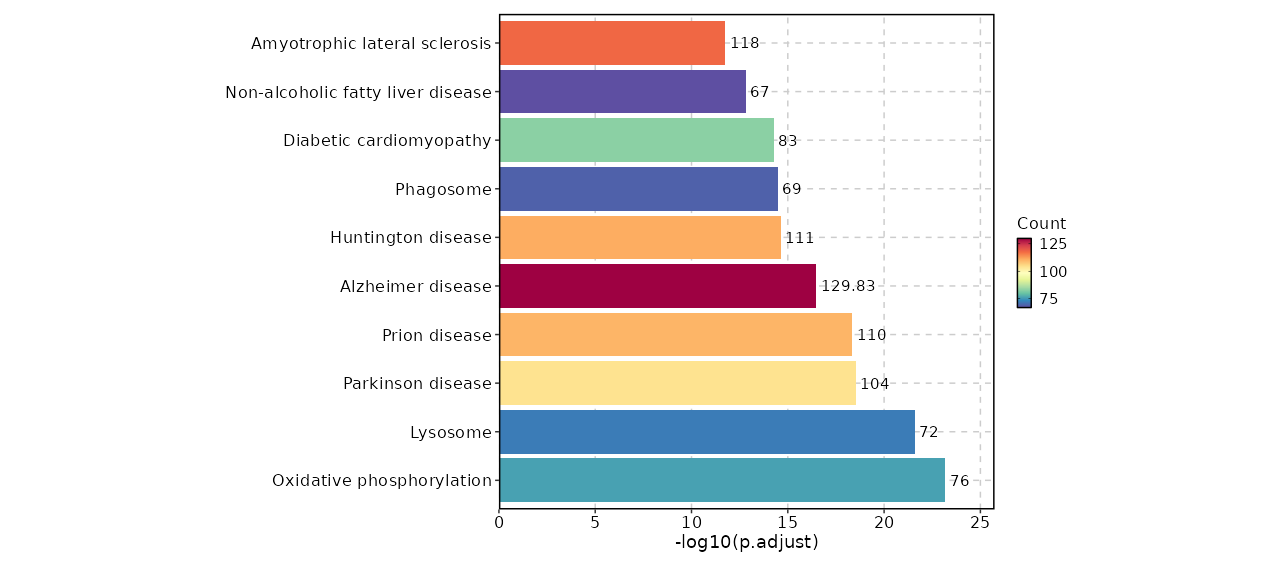 Amyotrophic lateral sclerosis 118
Non-alcoholic fatty liver disease 67
Diabetic cardiomyopathy 83
Phagosome 69
Huntington disease 111
Alzheimer disease 129.83
Prion disease 110
Parkinson disease 104
Lysosome 72
Oxidative phosphorylation 76
0 5 10 15 20 25
-log10(p.adjust)
Count
125
100
75